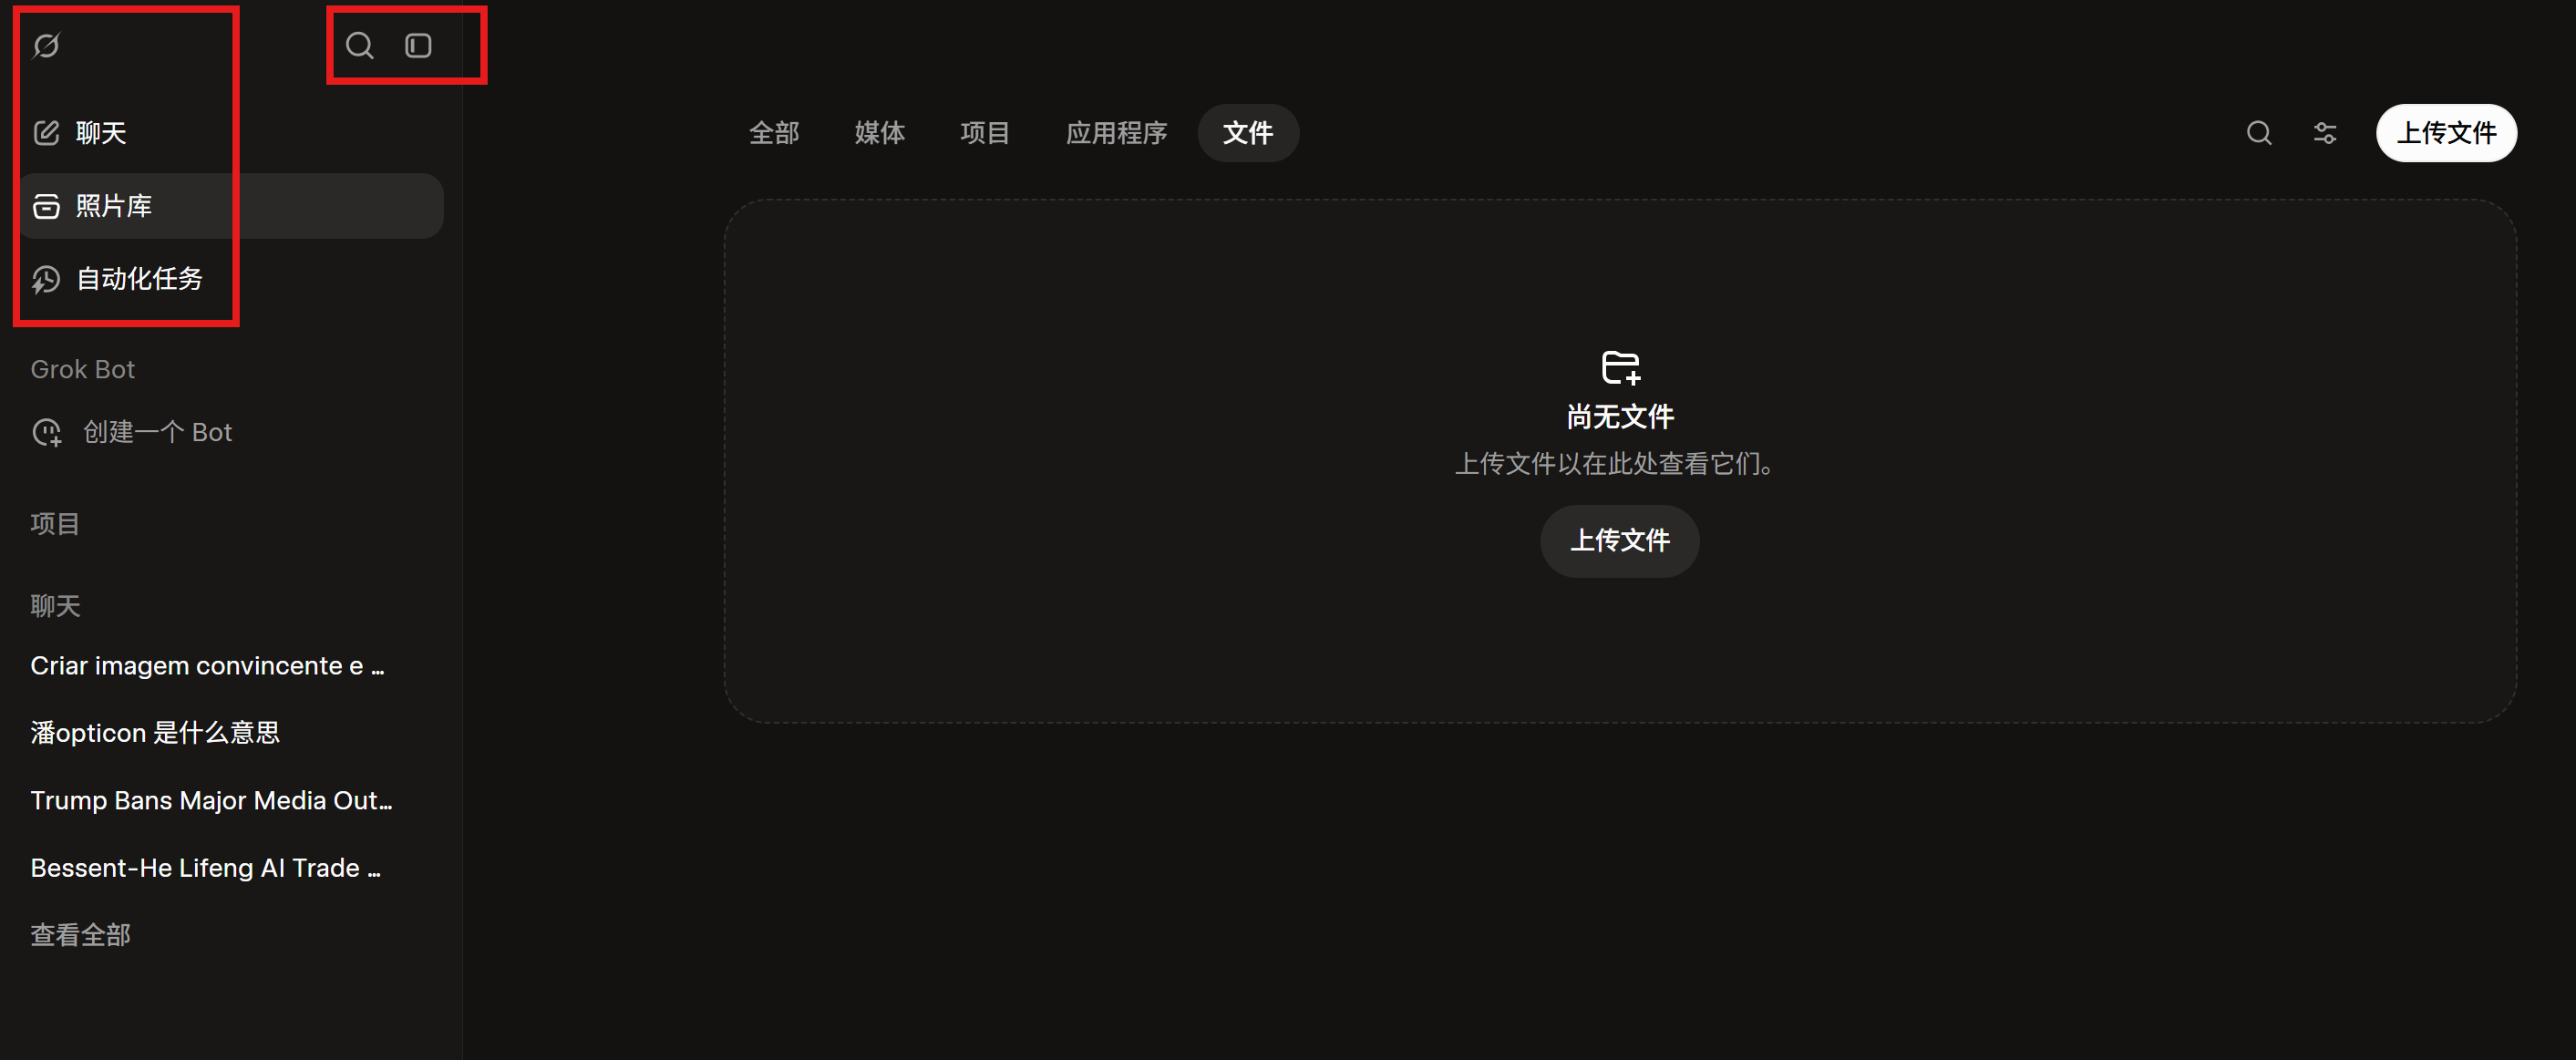 聊天
照片库
自动化任务
Grok Bot
创建一个 Bot
项目
聊天
Criar imagem convincente e ...
潘opticon 是什么意思
Trump Bans Major Media Out...
Bessent-He Lifeng AI Trade ...
查看全部
全部 媒体 项目 应用程序 文件 上传文件
尚无文件
上传文件以在此处查看它们。
上传文件